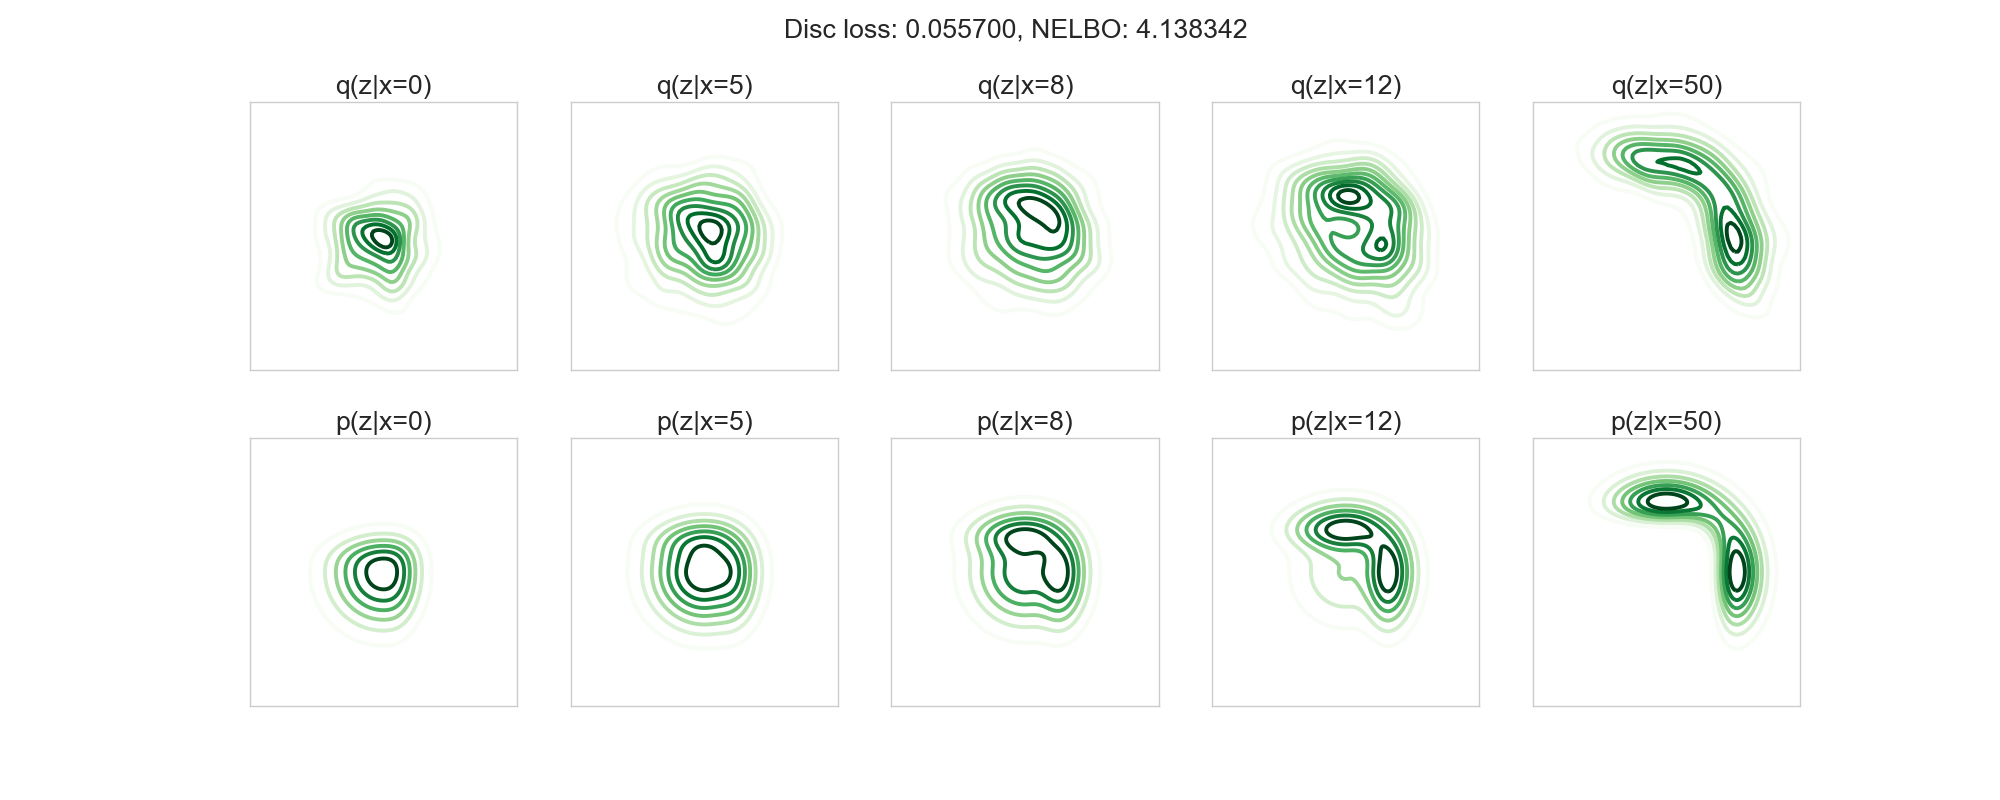 Disc loss: 0.055700, NELBO: 4.138342
q(z|x=0) q(z|x=5) q(z|x=8) q(z|x=12) q(z|x=50)
p(z|x=0) p(z|x=5) p(z|x=8) p(z|x=12) p(z|x=50)